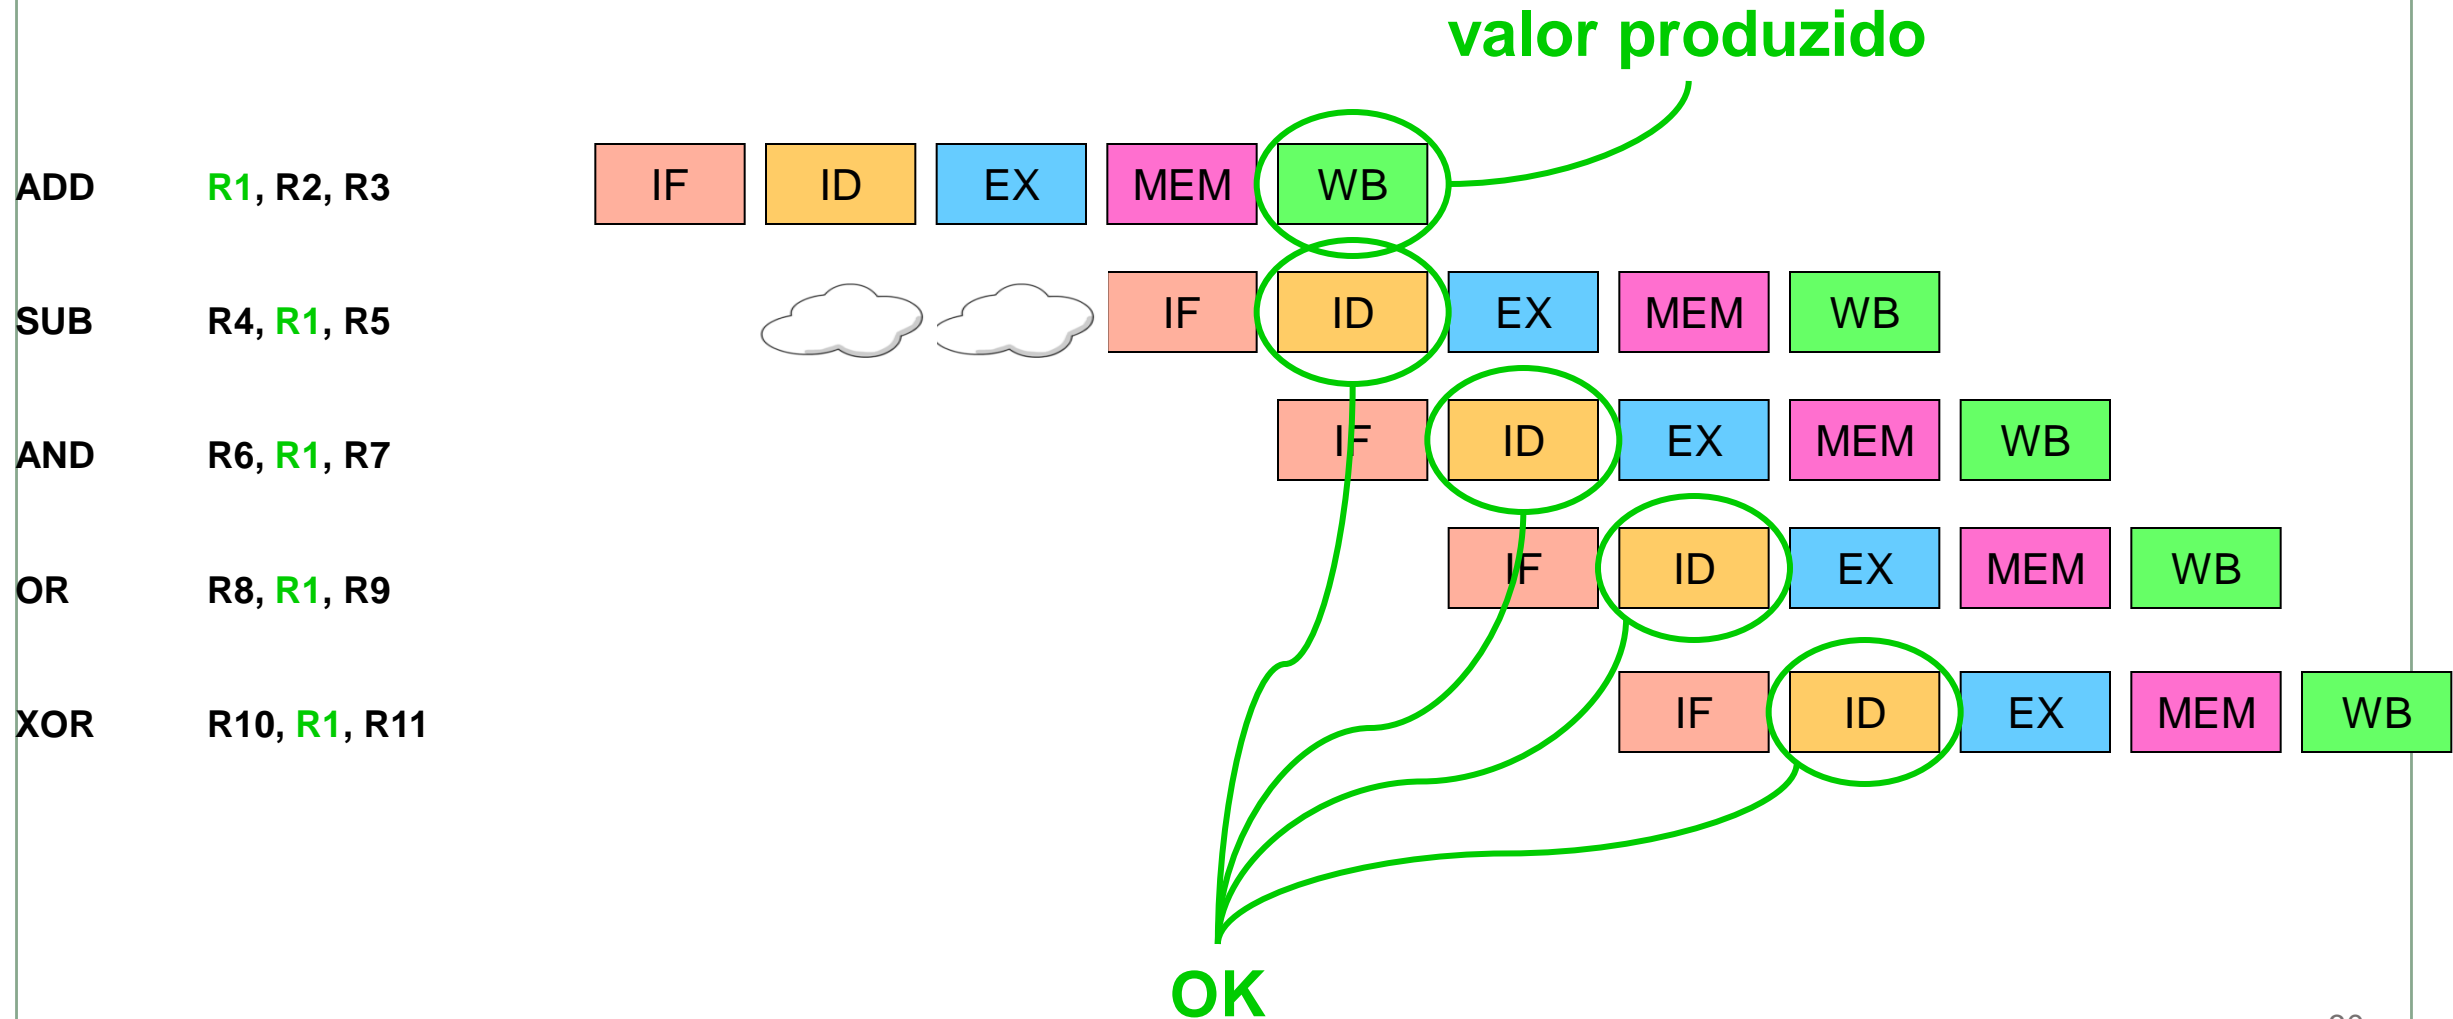 valor produzido
ADD R1, R2, R3 IF ID EX MEM WB
SUB R4, R1, R5 IF ID EX MEM WB
AND R6, R1, R7 IF ID EX MEM WB
OR R8, R1, R9 IF ID EX MEM WB
XOR R10, R1, R11 IF ID EX MEM WB
OK